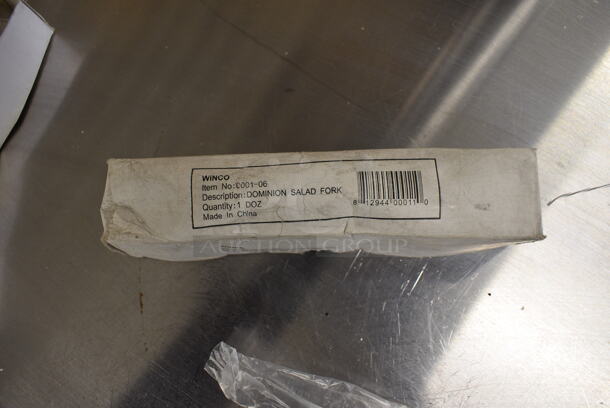 WINCO
Item No:0001-06
Description:DOMINION SALAD FORK
Quantity:1 DOZ
Made In China
8 12944 00011 0
AUCTION GROUP